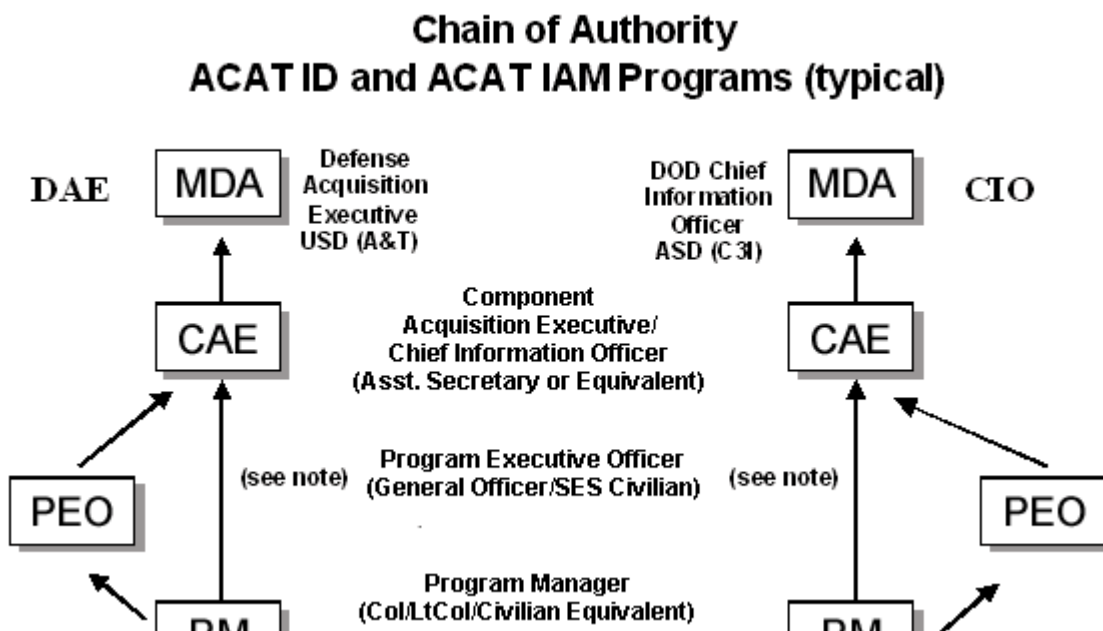 Chain of Authority
ACAT ID and ACAT IAM Programs (typical)
DAE
MDA
Defense
Acquisition
Executive
USD (A&T)
DOD Chief
Information
Officer
ASD (C3I)
MDA
CIO
CAE
Component
Acquisition Executive/
Chief Information Officer
(Asst. Secretary or Equivalent)
CAE
PEO
(see note)
Program Executive Officer
(General Officer/SES Civilian)
(see note)
PEO
PM
Program Manager
(Col/LtCol/Civilian Equivalent)
PM